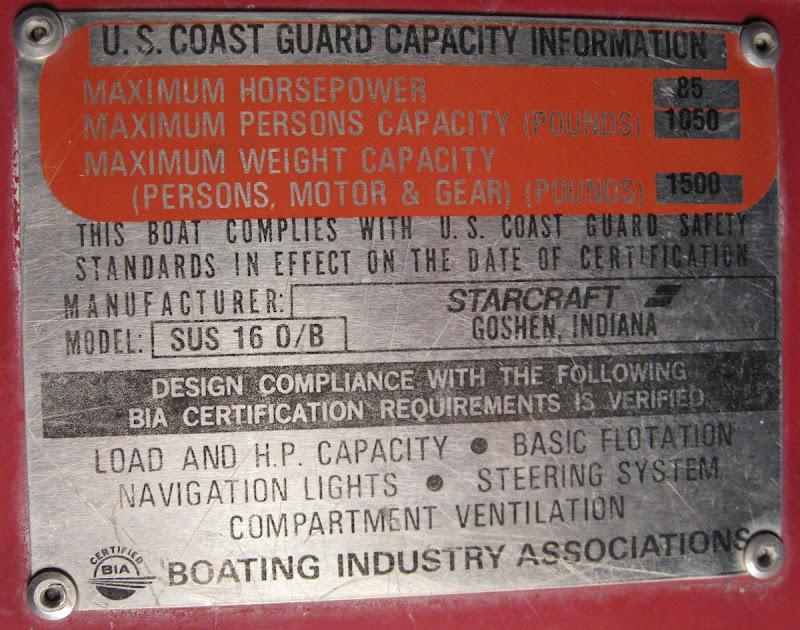 U.S. COAST GUARD CAPACITY INFORMATION
MAXIMUM HORSEPOWER 85
MAXIMUM PERSONS CAPACITY (POUNDS) 1050
MAXIMUM WEIGHT CAPACITY
(PERSONS, MOTOR & GEAR) (POUNDS) 1500
THIS BOAT COMPLIES WITH U.S. COAST GUARD SAFETY
STANDARDS IN EFFECT ON THE DATE OF CERTIFICATION
MANUFACTURER: STARCRAFT
GOSHEN, INDIANA
MODEL: SUS 16 O/B
DESIGN COMPLIANCE WITH THE FOLLOWING
BIA CERTIFICATION REQUIREMENTS IS VERIFIED
LOAD AND H.P. CAPACITY ● BASIC FLOTATION
NAVIGATION LIGHTS ● STEERING SYSTEM
COMPARTMENT VENTILATION
CERTIFIED
BIA
BOATING INDUSTRY ASSOCIATIONS